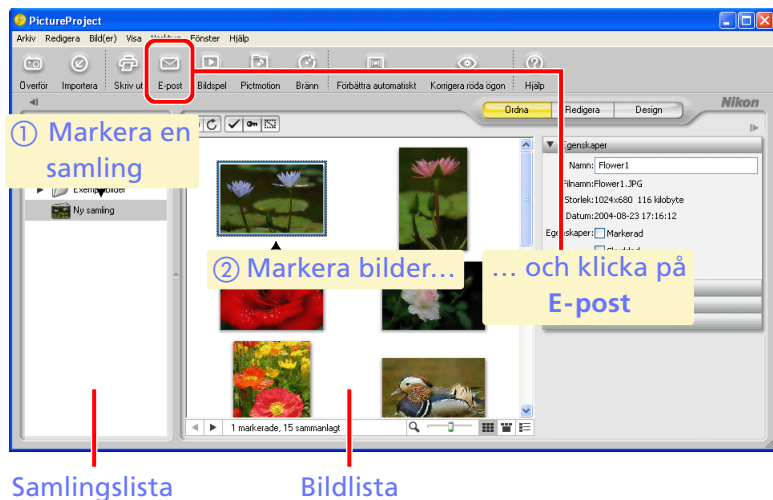 PictureProject
Arkiv Redigera Bild(er) Visa Verktyg Fönster Hjälp
Överför Importera Skriv ut E-post Bildspel Pictmotion Bränn Förbättra automatiskt Korrigera röda ögon Hjälp
Ordna Redigera Design Nikon
① Markera en
samling
Exempelbilder
Ny samling
Egenskaper
Namn: Flower1
Filnamn:Flower1.JPG
Storlek:1024x680 116 kilobyte
Datum:2004-08-23 17:16:12
Egenskaper: Markerad
② Markera bilder...
... och klicka på
E-post
1 markerade, 15 sammanlagt
Samlingslista
Bildlista